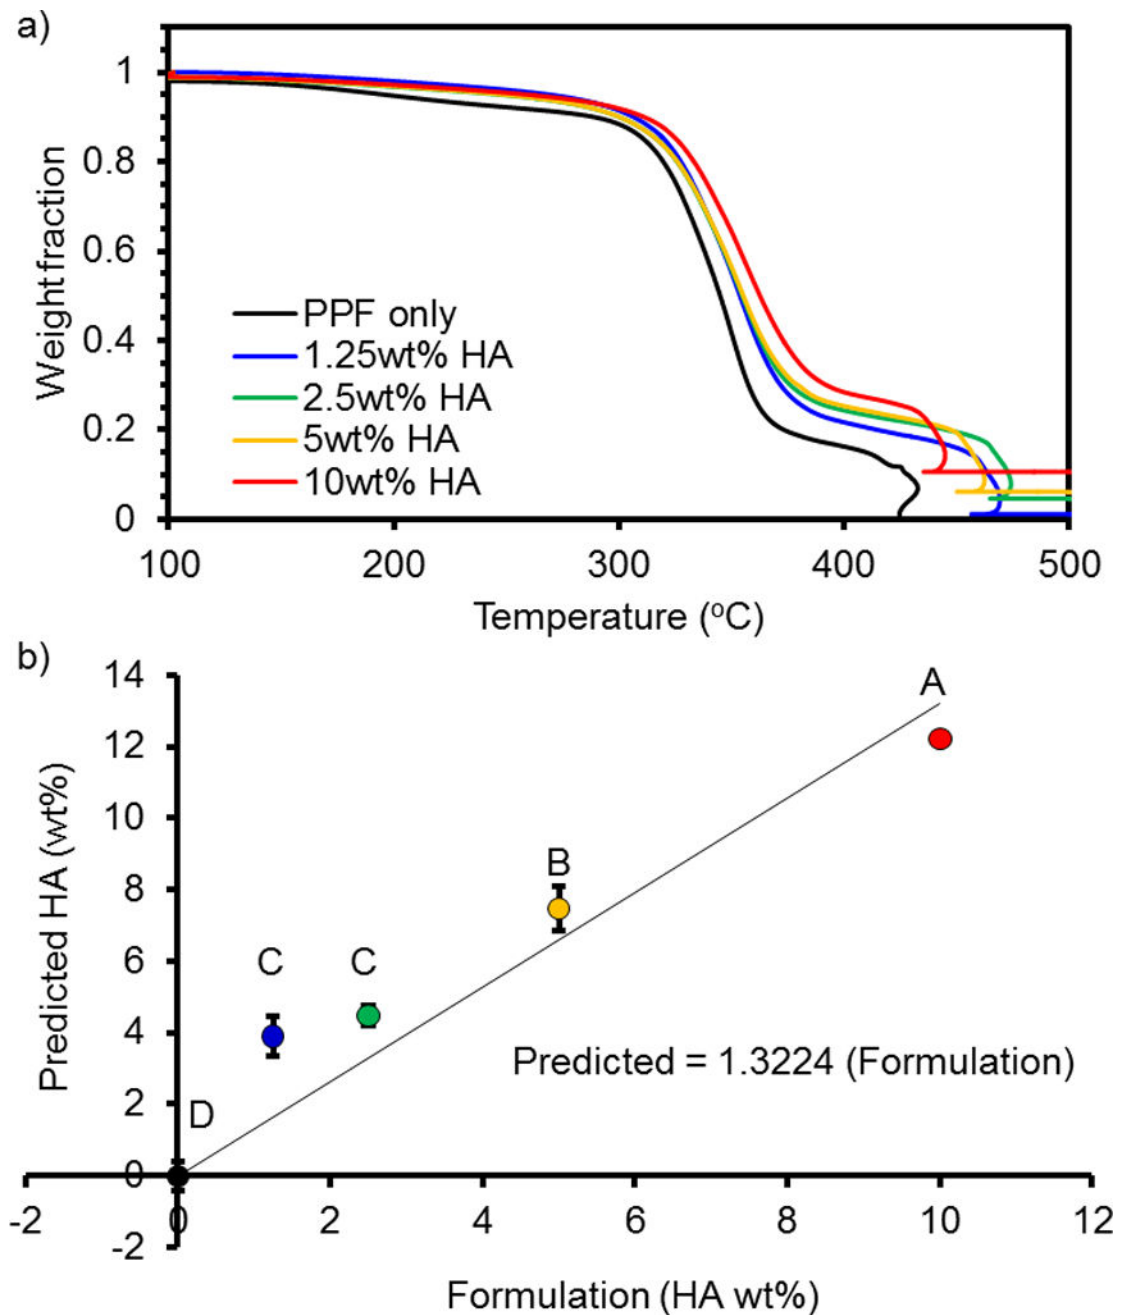 a)
1
0.8
0.6
0.4
0.2
0
Weight fraction
PPF only
1.25wt% HA
2.5wt% HA
5wt% HA
10wt% HA
100 200 300 400 500
Temperature (oC)
b)
14
12
10
8
6
4
2
0
-2
Predicted HA (wt%)
A
B
C C
D
Predicted = 1.3224 (Formulation)
-2 0 2 4 6 8 10 12
Formulation (HA wt%)